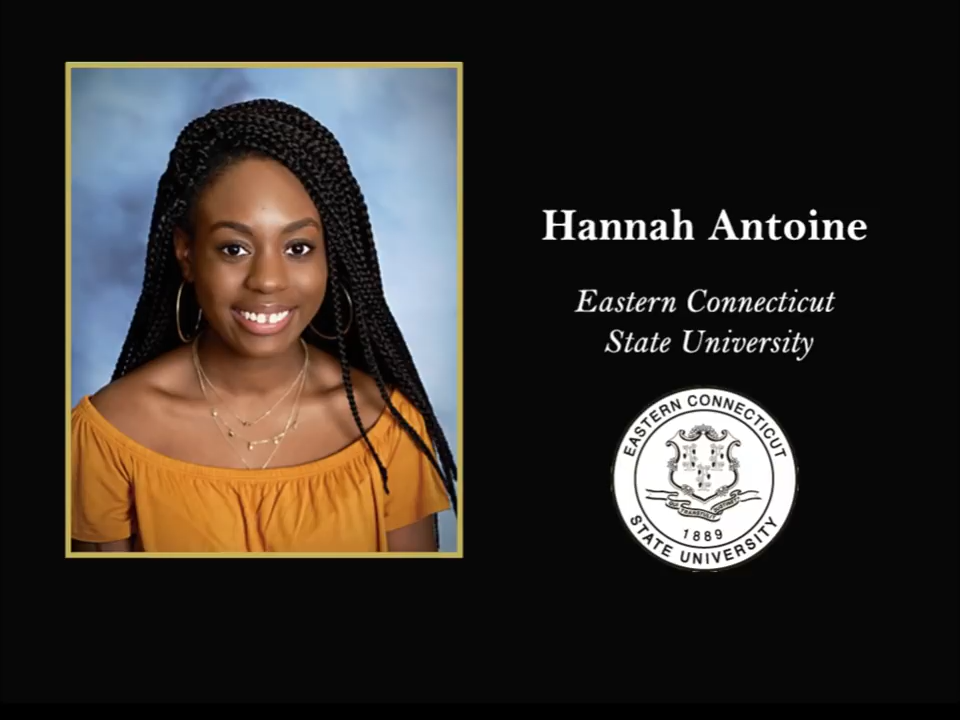 Hannah Antoine
Eastern Connecticut
State University
EASTERN CONNECTICUT
1889
STATE UNIVERSITY